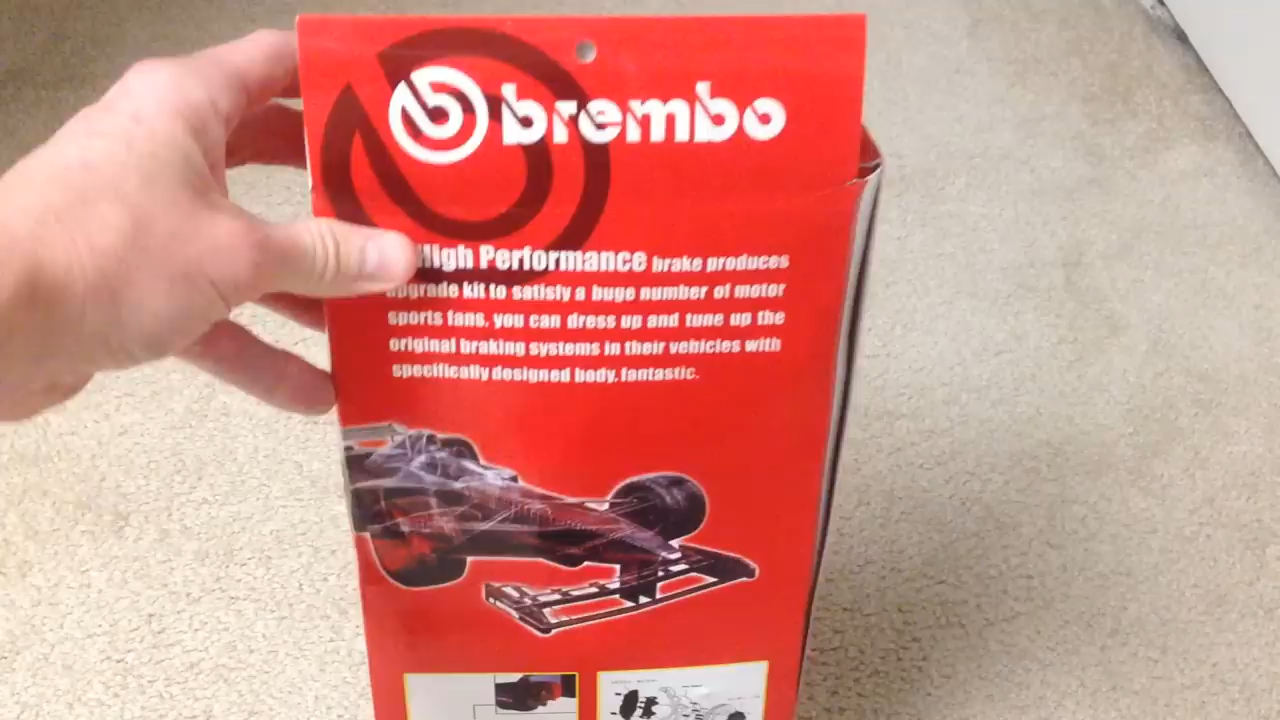 brembo
High Performance brake produces
upgrade kit to satisfy a huge number of motor
sports fans, you can dress up and tune up the
original braking systems in their vehicles with
specifically designed body, fantastic.